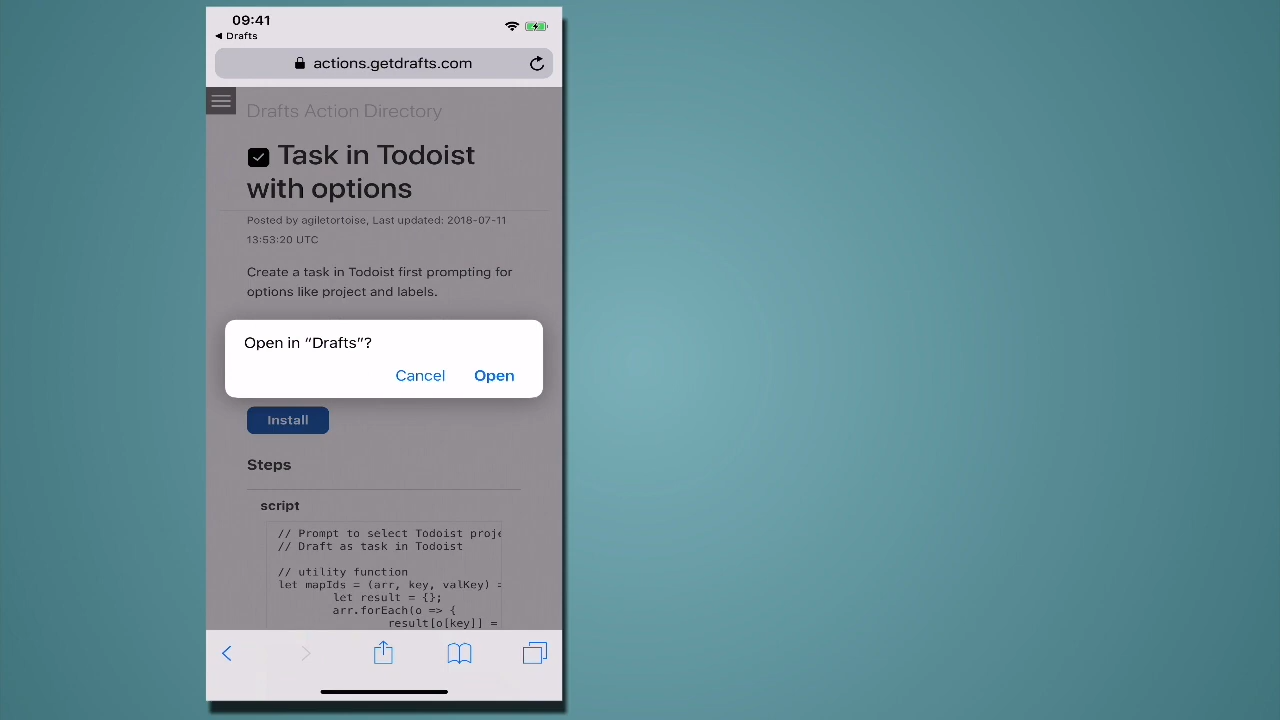 09:41
Drafts
actions.getdrafts.com
Drafts Action Directory
Task in Todoist
with options
Posted by agiletortoise, Last updated: 2018-07-11
13:53:20 UTC
Create a task in Todoist first prompting for
options like project and labels.
Open in “Drafts”?
Cancel Open
Install
Steps
script
// Prompt to select Todoist proje
// Draft as task in Todoist
// utility function
let mapIds = (arr, key, valKey) =
let result = {};
arr.forEach(o => {
result[o[key]] =